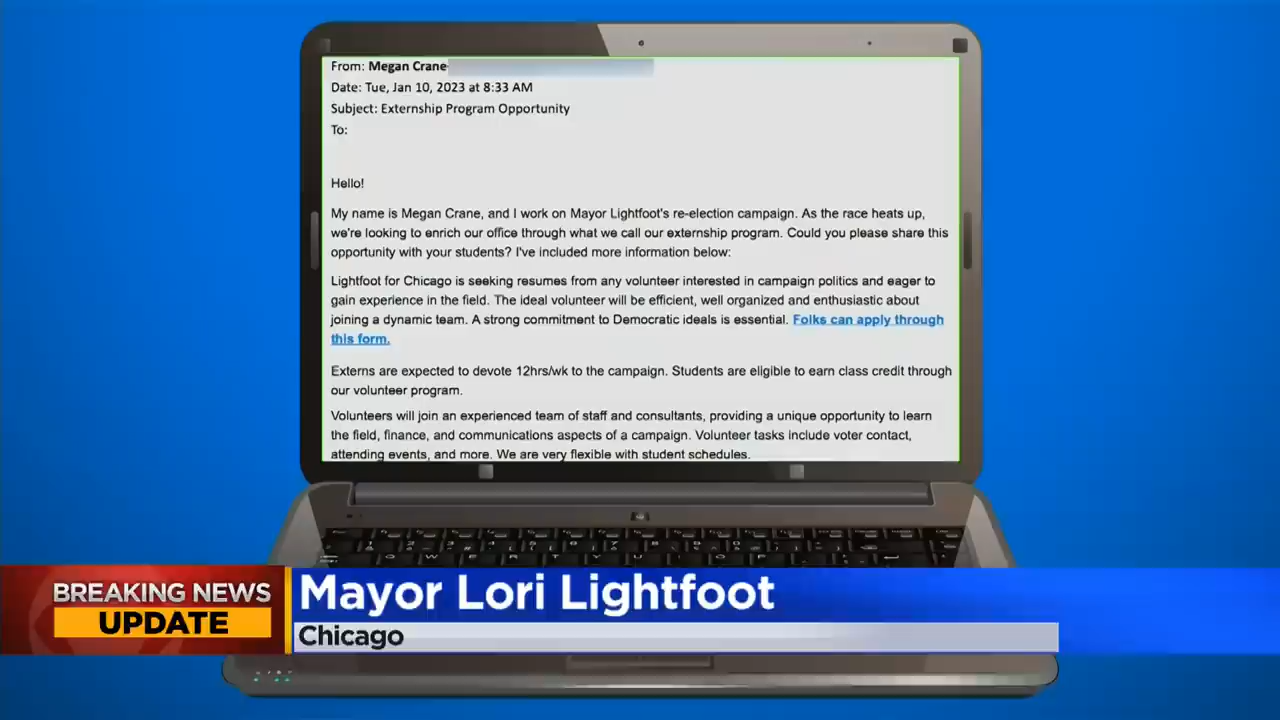 From: Megan Crane
Date: Tue, Jan 10, 2023 at 8:33 AM
Subject: Externship Program Opportunity
To:
Hello!
My name is Megan Crane, and I work on Mayor Lightfoot's re-election campaign. As the race heats up,
we're looking to enrich our office through what we call our externship program. Could you please share this
opportunity with your students? I've included more information below:
Lightfoot for Chicago is seeking resumes from any volunteer interested in campaign politics and eager to
gain experience in the field. The ideal volunteer will be efficient, well organized and enthusiastic about
joining a dynamic team. A strong commitment to Democratic ideals is essential. Folks can apply through
this form.
Externs are expected to devote 12hrs/wk to the campaign. Students are eligible to earn class credit through
our volunteer program.
Volunteers will join an experienced team of staff and consultants, providing a unique opportunity to learn
the field, finance, and communications aspects of a campaign. Volunteer tasks include voter contact,
attending events, and more. We are very flexible with student schedules.
BREAKING NEWS
UPDATE
Mayor Lori Lightfoot
Chicago